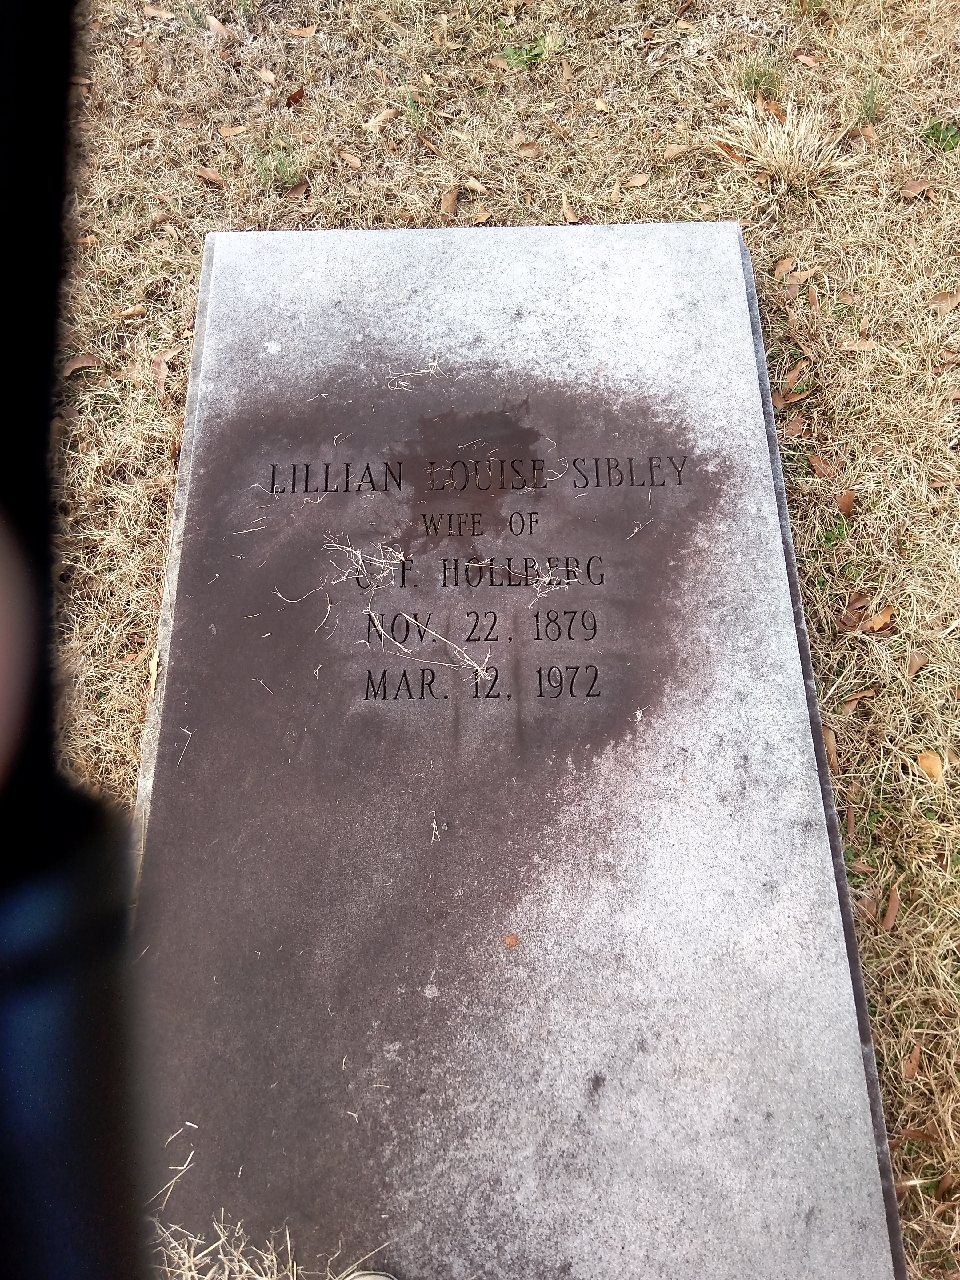 LILLIAN LOUISE SIBLEY
WIFE OF
C. F. HOLLBERG
NOV. 22, 1879
MAR. 12, 1972